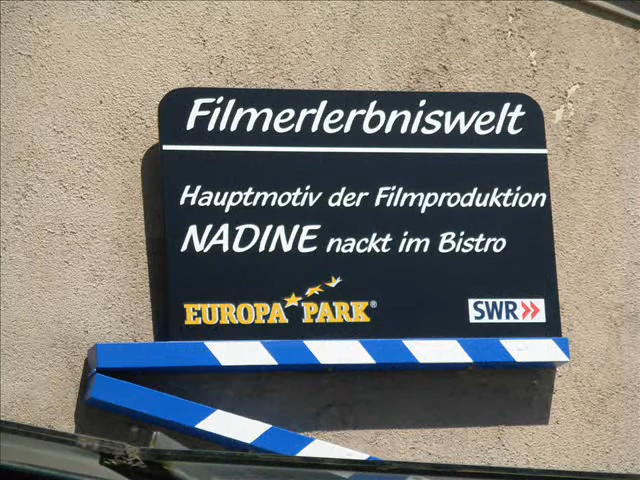 Filmerlerbniswelt
Hauptmotiv der Filmproduktion
NADINE nackt im Bistro
EUROPA PARK®
SWR